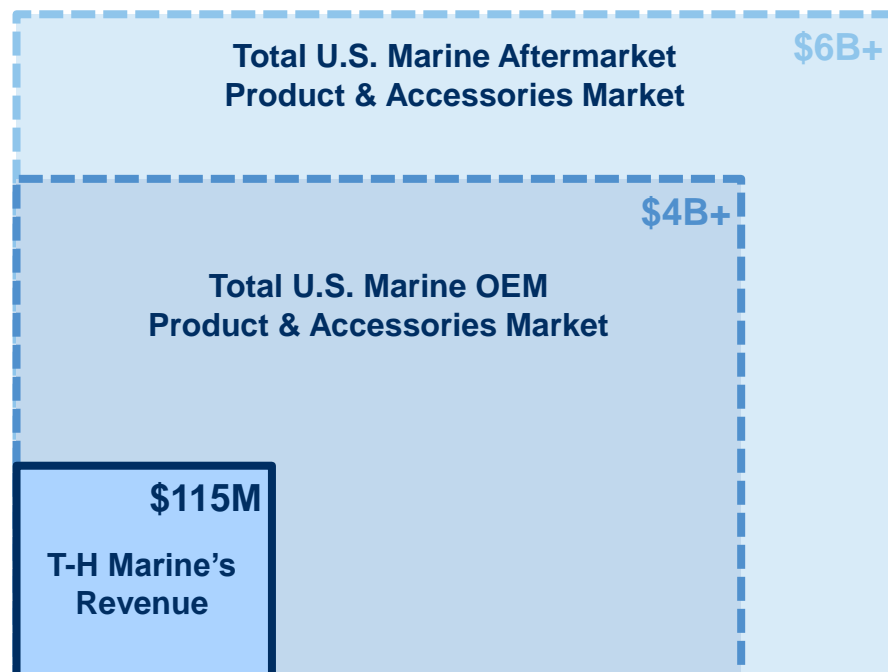 Total U.S. Marine Aftermarket
Product & Accessories Market
$6B+
$4B+
Total U.S. Marine OEM
Product & Accessories Market
$115M
T-H Marine’s
Revenue